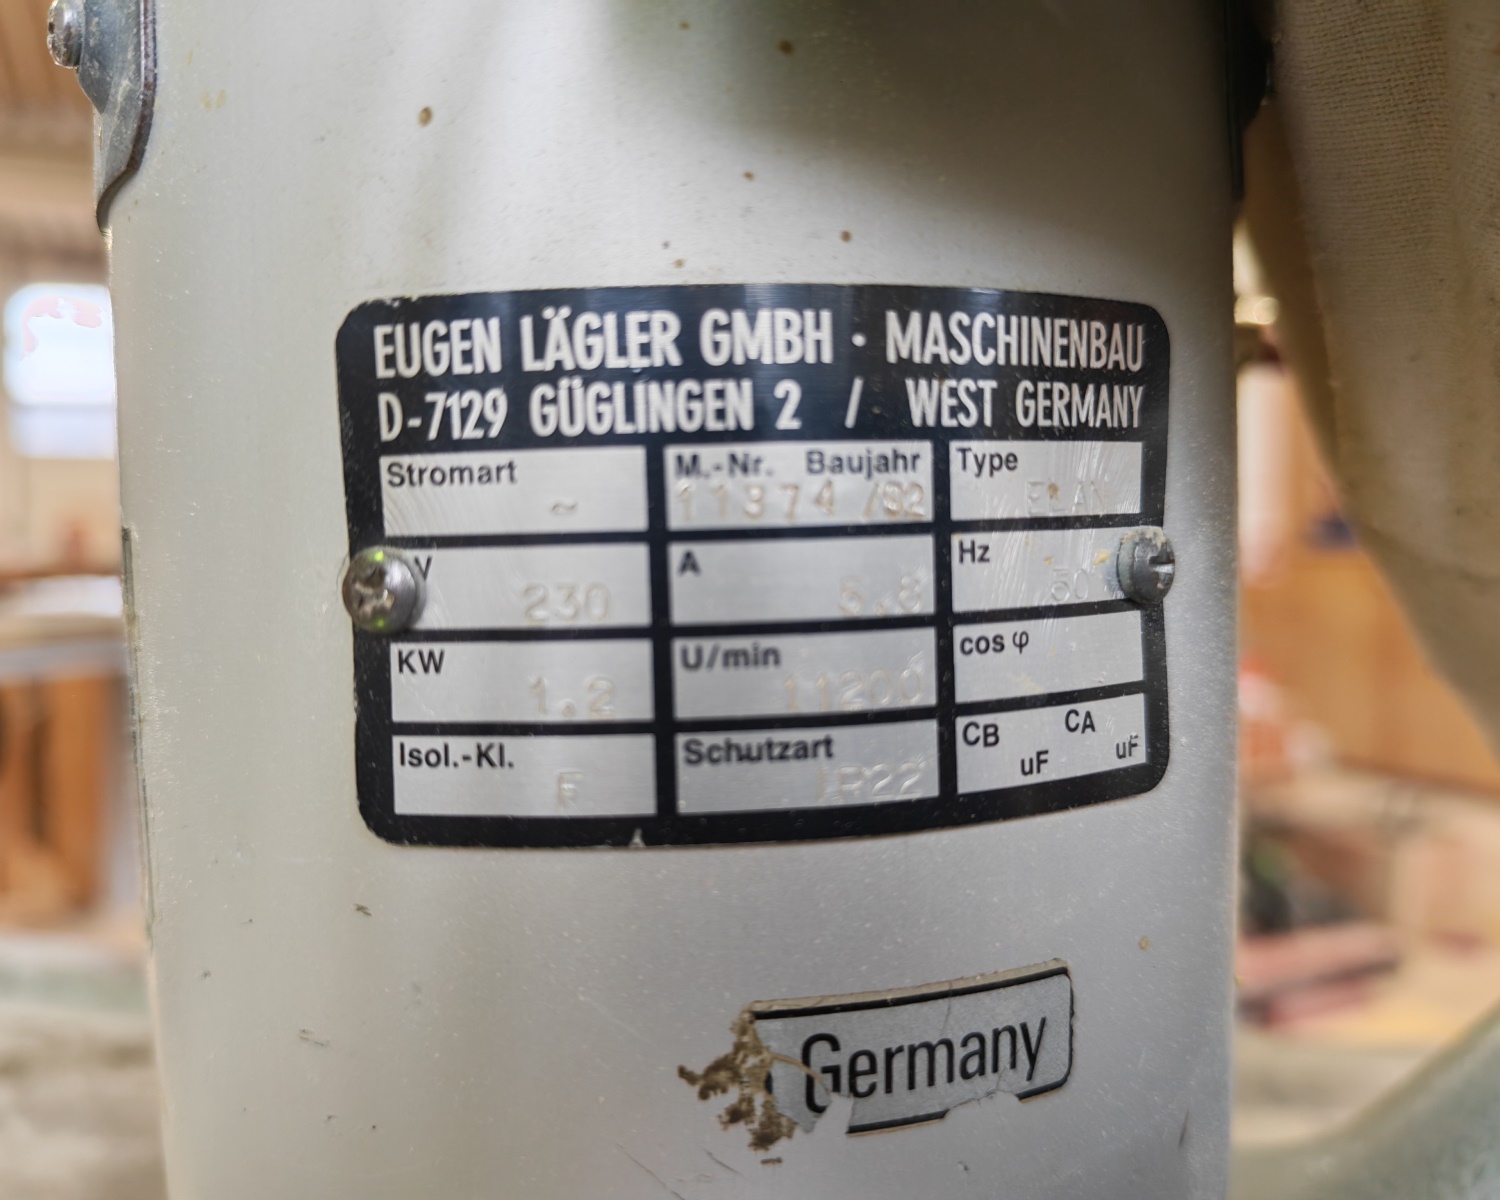 EUGEN LÄGLER GMBH · MASCHINENBAU
D-7129 GÜGLINGEN 2 / WEST GERMANY
Stromart ~
M.-Nr. Baujahr 11374 /92
Type ELAN
V 230
A 5.8
Hz 50
KW 1.2
U/min 11200
cos φ
Isol.-Kl. F
Schutzart IP22
CB uF CA uF
Germany